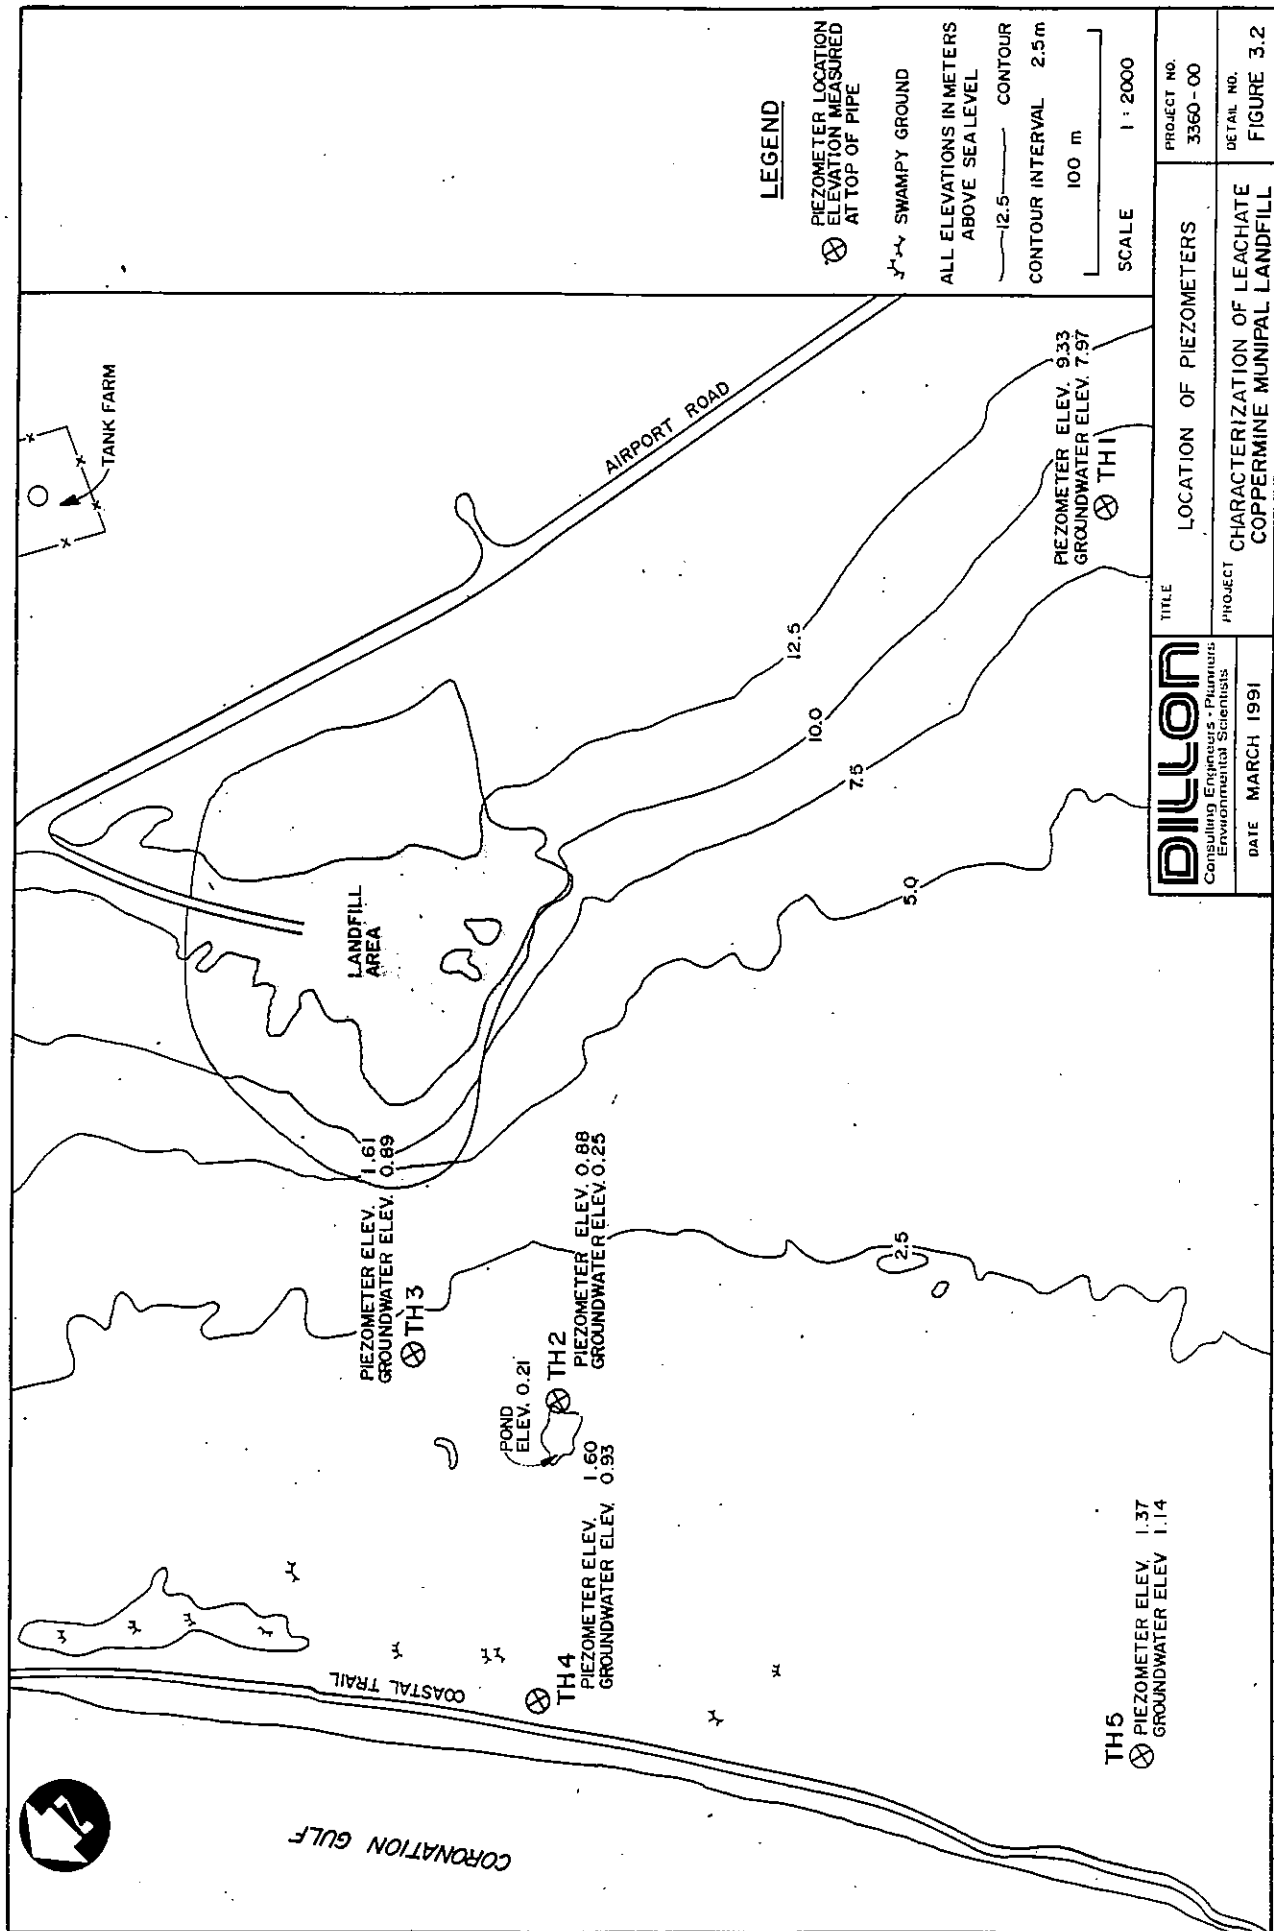 CORONATION GULF
COASTAL TRAIL
TH4
PIEZOMETER ELEV. 1.60
GROUNDWATER ELEV. 0.93
TH5
PIEZOMETER ELEV. 1.37
GROUNDWATER ELEV 1.14
POND
ELEV. 0.21
TH2
PIEZOMETER ELEV. 0.88
GROUNDWATER ELEV. 0.25
PIEZOMETER ELEV. 1.61
GROUNDWATER ELEV. 0.89
TH3
2.5
5.0
7.5
10.0
12.5
LANDFILL
AREA
TANK FARM
AIRPORT ROAD
PIEZOMETER ELEV. 9.33
GROUNDWATER ELEV. 7.97
TH1
LEGEND
PIEZOMETER LOCATION
ELEVATION MEASURED
AT TOP OF PIPE
SWAMPY GROUND
ALL ELEVATIONS IN METERS
ABOVE SEA LEVEL
12.5 CONTOUR
CONTOUR INTERVAL 2.5m
100 m
SCALE 1 : 2000
DILLON
Consulting Engineers • Planners
Environmental Scientists
DATE MARCH 1991
TITLE
LOCATION OF PIEZOMETERS
PROJECT
CHARACTERIZATION OF LEACHATE
COPPERMINE MUNIPAL LANDFILL
PROJECT NO.
3360-00
DETAIL NO.
FIGURE 3.2